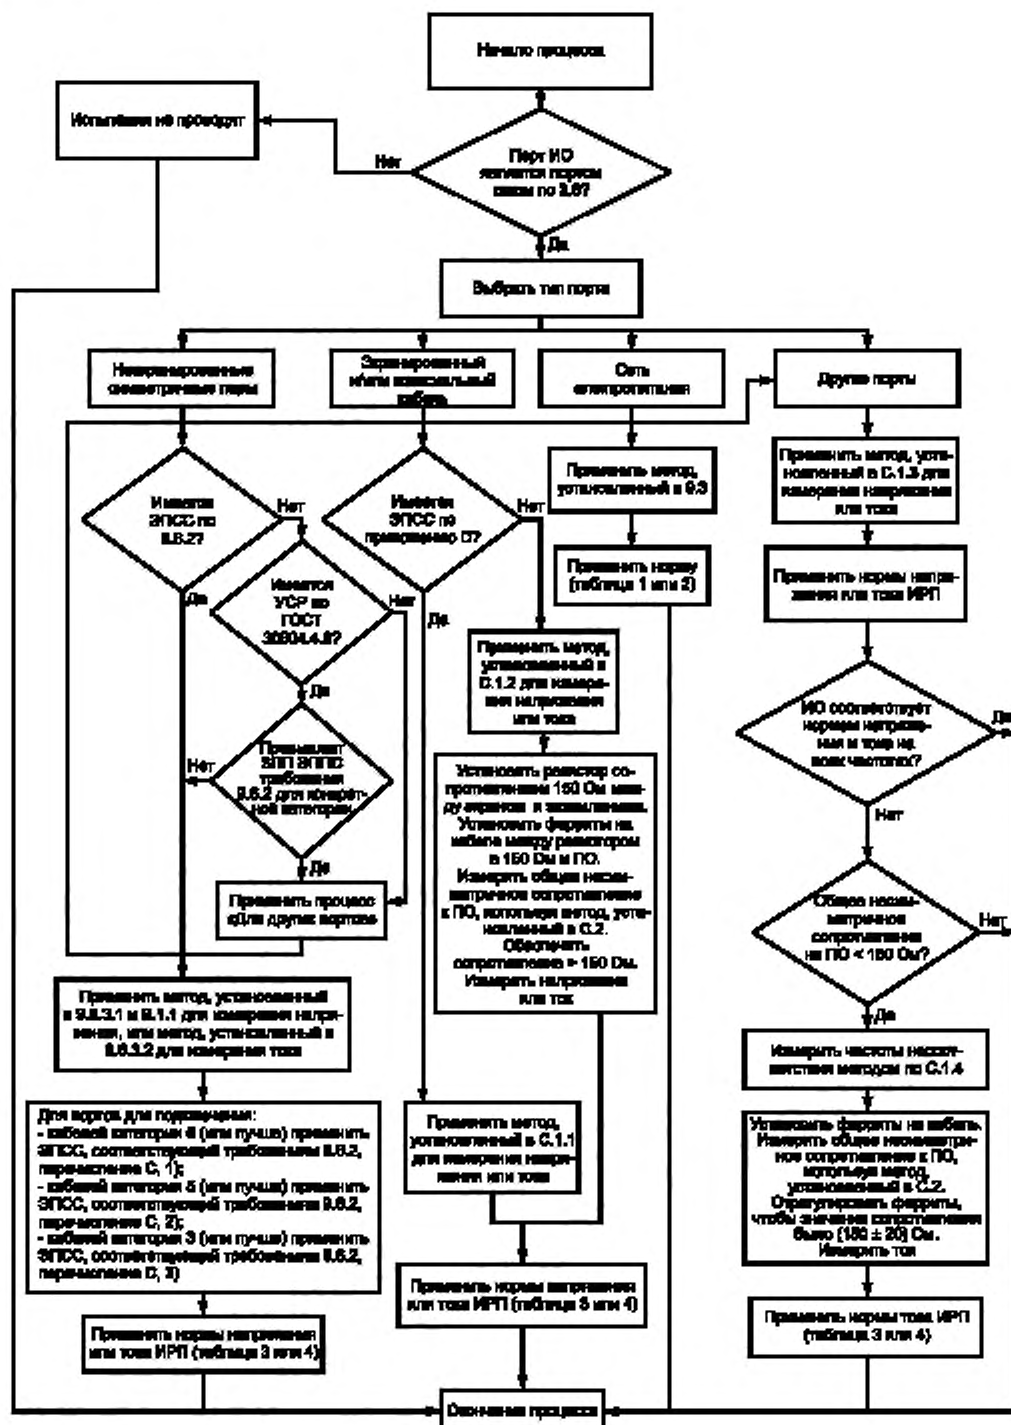 Начало процесса
Испытания не проводят
Порт ИО
является портом
связи по 3.6?
Нет
Да
Выбрать тип порта
Неэкранированные
симметричные пары
Экранированный
и/или коаксиальный
кабель
Сеть
электропитания
Другие порты
Имеется
ЭПСС по
9.6.2?
Нет
Да
Имеется
УСР по
ГОСТ
Нет
Да
требования
9.6.2 для конкрет-
ной категории
Нет
Да
Применить процесс
«Для других портов»
Имеется
ЭПСС по
приложению
Нет
Да
Применить метод,
установленный в 9.3
Применить норму
(таблица 1 или 2)
Применить метод, уста-
новленный в С.1.3 для
измерения напряжения
или тока
Применить нормы напря-
жения или тока ИРП
ИО соответствует
нормам напряже-
ния и тока на
всех частотах?
Да
Нет
Применить метод,
установленный в
С.1.2 для измере-
ния напряжения
или тока
Установить резистор со-
противлением 150 Ом меж-
ду экраном и заземлением.
Установить ферриты на
кабеле между резистором
в 150 Ом и ПО.
Измерить общее несим-
метричное сопротивление
к ПО, используя метод, уста-
новленный в С.2.
Обеспечить
сопротивление > 150 Ом.
Измерить напряжение
или ток
Общее несим-
метричное
сопротивление
на ПО < 150 Ом?
Нет
Да
Применить метод, установленный
для измерения напря-
жения, или метод, установленный в
9.6.3.2 для измерения тока
Измерить частоты несоот-
ветствия методом по С.1.4
Для портов для подключения:
- кабелей категории 6 (или лучше) применить
ЭПСС, соответствующий требованиям 9.6.2,
перечисление С, 1);
- кабелей категории 5 (или лучше) применить
ЭПСС, соответствующий требованиям 9.6.2,
перечисление С, 2);
- кабелей категории 3 (или лучше) применить
ЭПСС, соответствующий требованиям 9.6.2,
перечисление С, 3)
Применить метод,
установленный в С.1.1
для измерения напря-
жения или тока
Установить ферриты на кабель.
Измерить общее несимметрич-
ное сопротивление к ПО,
используя метод,
установленный в С.2.
Отрегулировать ферриты,
чтобы значение сопротивления
было (150 ± 20) Ом.
Измерить ток
Применить нормы напряжения
или тока ИРП (таблица 3 или 4)
Применить нормы напряжения
или тока ИРП (таблица 3 или 4)
Применить нормы тока ИРП
(таблица 3 или 4)
Окончание процесса